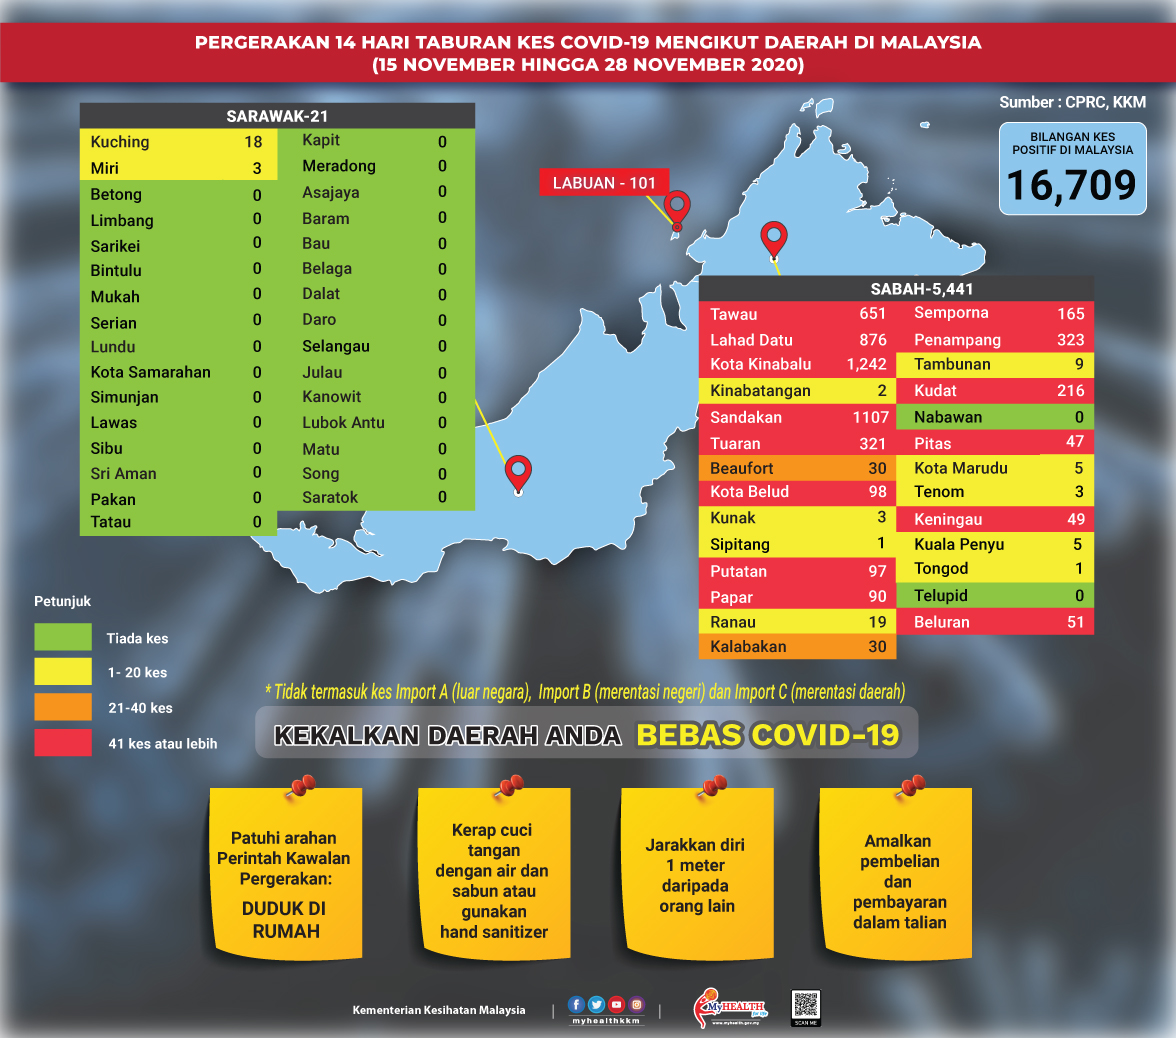 PERGERAKAN 14 HARI TABURAN KES COVID-19 MENGIKUT DAERAH DI MALAYSIA
(15 NOVEMBER HINGGA 28 NOVEMBER 2020)
Sumber : CPRC, KKM
BILANGAN KES
POSITIF DI MALAYSIA
16,709
LABUAN - 101
SARAWAK-21
Kuching 18 Kapit 0
Miri 3 Meradong 0
Betong 0 Asajaya 0
Limbang 0 Baram 0
Sarikei 0 Bau 0
Bintulu 0 Belaga 0
Mukah 0 Dalat 0
Serian 0 Daro 0
Lundu 0 Selangau 0
Kota Samarahan 0 Julau 0
Simunjan 0 Kanowit 0
Lawas 0 Lubok Antu 0
Sibu 0 Matu 0
Sri Aman 0 Song 0
Pakan 0 Saratok 0
Tatau 0
SABAH-5,441
Tawau 651 Semporna 165
Lahad Datu 876 Penampang 323
Kota Kinabalu 1,242 Tambunan 9
Kinabatangan 2 Kudat 216
Sandakan 1107 Nabawan 0
Tuaran 321 Pitas 47
Beaufort 30 Kota Marudu 5
Kota Belud 98 Tenom 3
Kunak 3 Keningau 49
Sipitang 1 Kuala Penyu 5
Putatan 97 Tongod 1
Papar 90 Telupid 0
Ranau 19 Beluran 51
Kalabakan 30
Petunjuk
Tiada kes
1- 20 kes
21-40 kes
41 kes atau lebih
* Tidak termasuk kes Import A (luar negara), Import B (merentasi negeri) dan Import C (merentasi daerah)
KEKALKAN DAERAH ANDA BEBAS COVID-19
Patuhi arahan
Perintah Kawalan
Pergerakan:
DUDUK DI
RUMAH
Kerap cuci
tangan
dengan air dan
sabun atau
gunakan
hand sanitizer
Jarakkan diri
1 meter
daripada
orang lain
Amalkan
pembelian
dan
pembayaran
dalam talian
Kementerian Kesihatan Malaysia
myhealthkkm
MyHEALTH
for life
www.myhealth.gov.my
SCAN ME